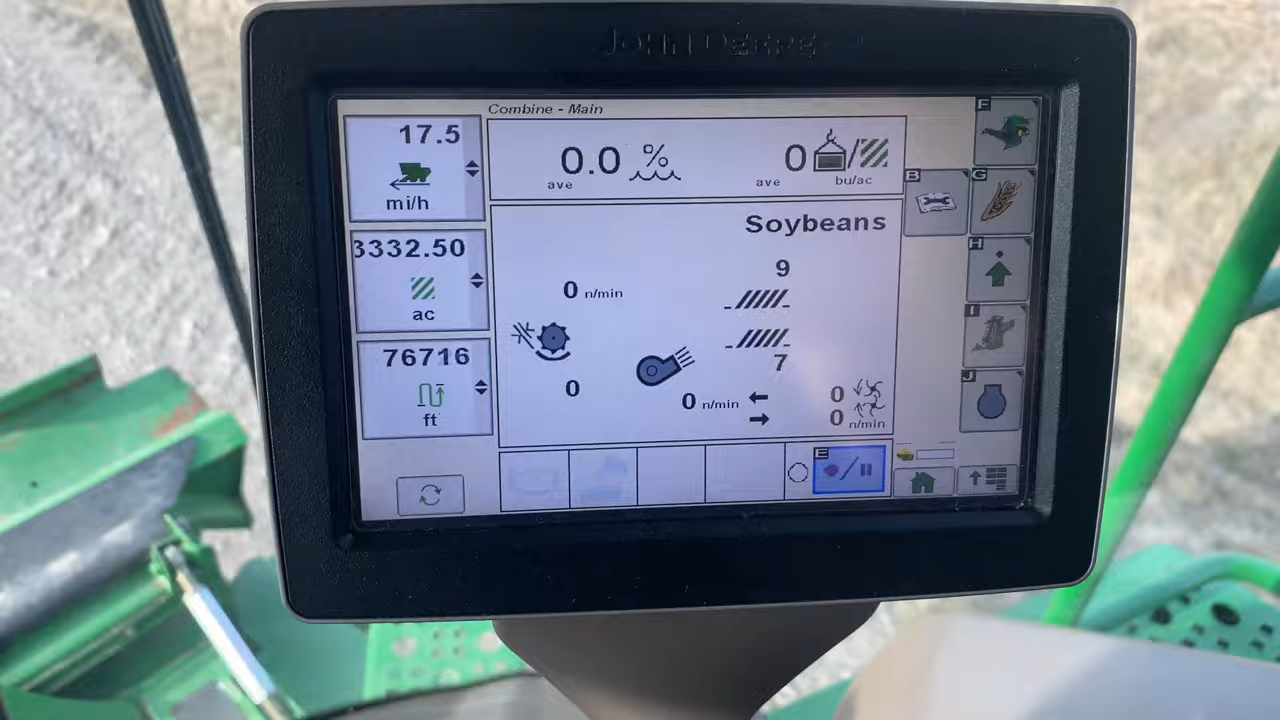 JOHN DEERE
Combine - Main
17.5
mi/h
3332.50
ac
76716
ft
0.0 %
ave
0
ave
bu/ac
Soybeans
9
0 n/min
7
0
0 n/min
0
0
n/min
B
F
G
H
I
J
E